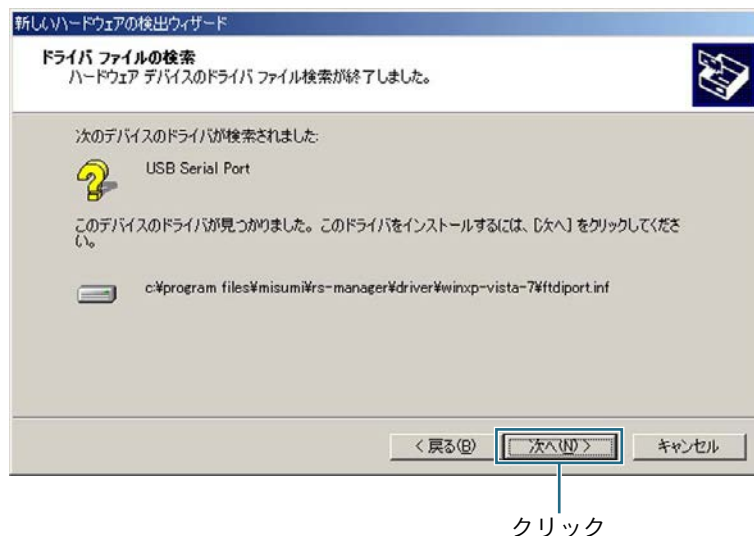 新しいハードウェアの検出ウィザード
ドライバ ファイルの検索
ハードウェア デバイスのドライバ ファイル検索が終了しました。
次のデバイスのドライバが検索されました:
USB Serial Port
このデバイスのドライバが見つかりました。このドライバをインストールするには、[次へ] をクリックしてくださ
い。
c:¥program files¥misumi¥rs-manager¥driver¥winxp-vista-7¥ftdiport.inf
< 戻る(B)
次へ(N) >
キャンセル
クリック